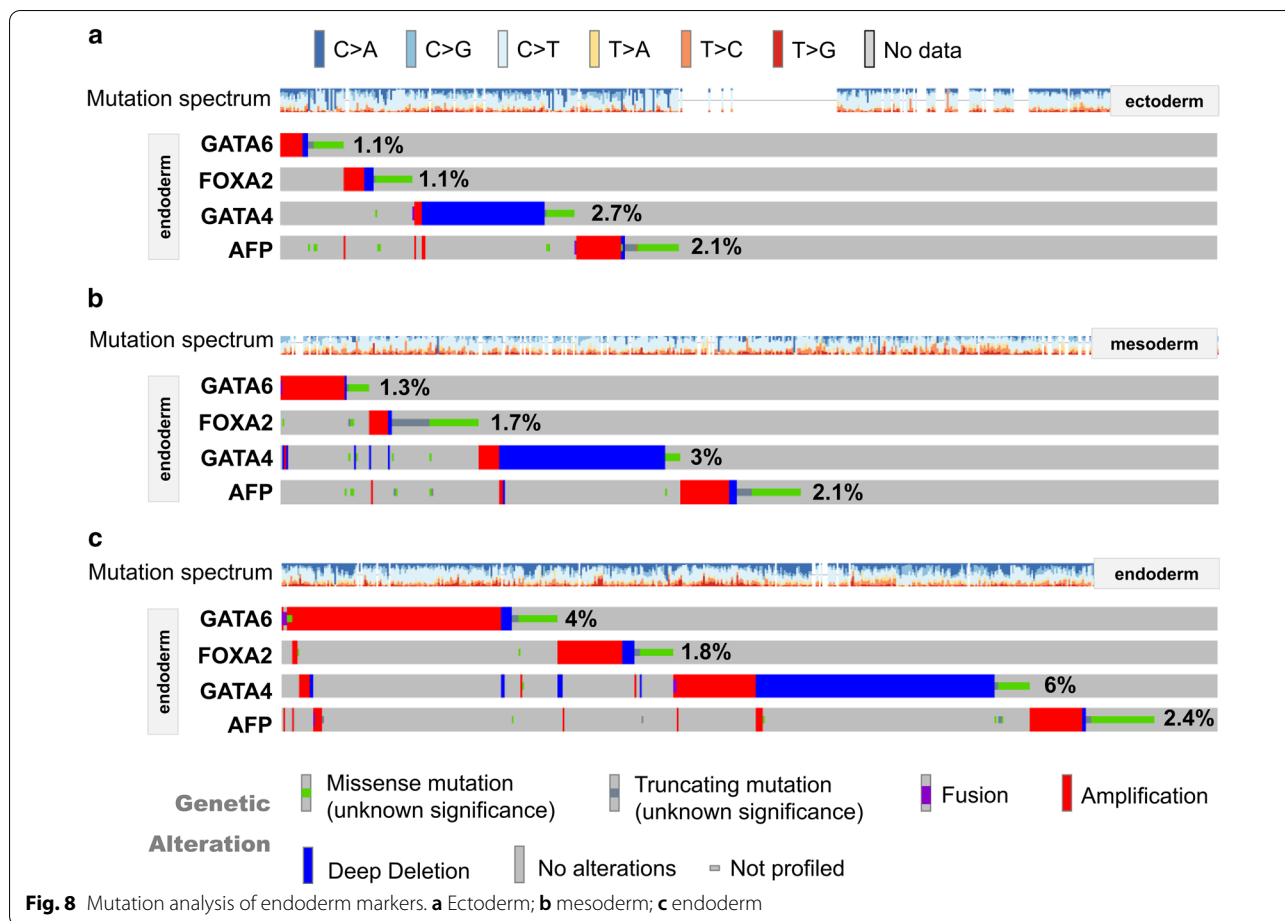 a
C>A C>G C>T T>A T>C T>G No data
Mutation spectrum ectoderm
endoderm
GATA6 1.1%
FOXA2 1.1%
GATA4 2.7%
AFP 2.1%
b
Mutation spectrum mesoderm
endoderm
GATA6 1.3%
FOXA2 1.7%
GATA4 3%
AFP 2.1%
c
Mutation spectrum endoderm
endoderm
GATA6 4%
FOXA2 1.8%
GATA4 6%
AFP 2.4%
Genetic Alteration
Missense mutation (unknown significance)
Truncating mutation (unknown significance)
Fusion
Amplification
Deep Deletion
No alterations
Not profiled
Fig. 8 Mutation analysis of endoderm markers. a Ectoderm; b mesoderm; c endoderm